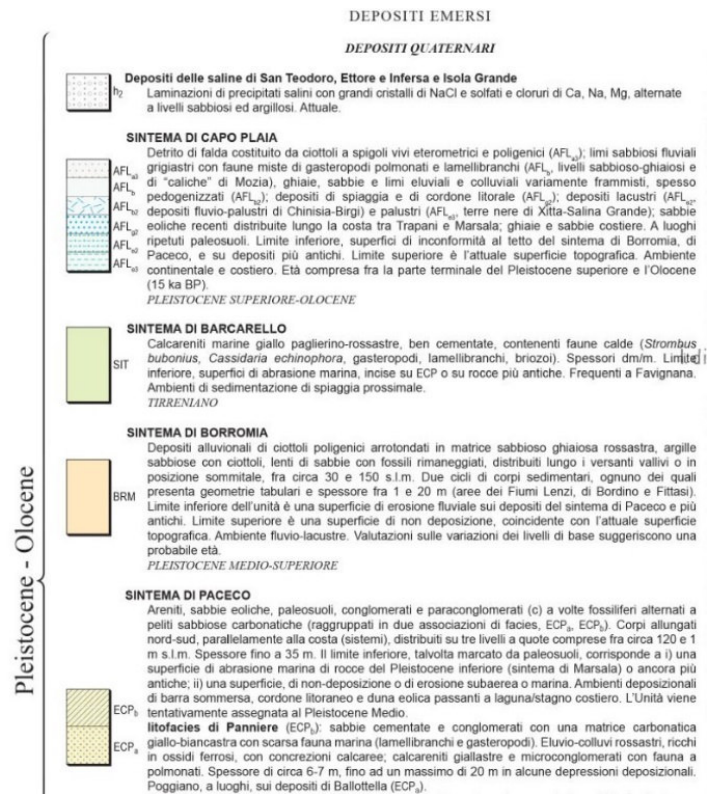 DEPOSITI EMERSI
DEPOSITI QUATERNARI
Depositi delle saline di San Teodoro, Ettore e Infersa e Isola Grande
h2
Laminazioni di precipitati salini con grandi cristalli di NaCl e solfati e cloruri di Ca, Na, Mg, alternate
a livelli sabbiosi ed argillosi. Attuale.
SINTEMA DI CAPO PLAIA
Detrito di falda costituito da ciottoli a spigoli vivi eterometrici e poligenici (AFLa3); limi sabbiosi fluviali
grigiastri con faune miste di gasteropodi polmonati e lamellibranchi (AFLb, livelli sabbioso-ghiaiosi e
di “caliche” di Mozia), ghiaie, sabbie e limi eluviali e colluviali variamente frammisti, spesso
pedogenizzati (AFLb2); depositi di spiaggia e di cordone litorale (AFLg2); depositi lacustri (AFLe2,
depositi fluvio-palustri di Chinisia-Birgi) e palustri (AFLe3, terre nere di Xitta-Salina Grande); sabbie
eoliche recenti distribuite lungo la costa tra Trapani e Marsala; ghiaie e sabbie costiere. A luoghi
ripetuti paleosuoli. Limite inferiore, superfici di inconformità al tetto del sintema di Borromia, di
Paceco, e su depositi più antichi. Limite superiore è l'attuale superficie topografica. Ambiente
continentale e costiero. Età compresa fra la parte terminale del Pleistocene superiore e l'Olocene
(15 ka BP).
PLEISTOCENE SUPERIORE-OLOCENE
AFLa3
AFLb
AFLb2
AFLg2
AFLe2
AFLe3
SINTEMA DI BARCARELLO
Calcareniti marine giallo paglierino-rossastre, ben cementate, contenenti faune calde (Strombus
bubonius, Cassidaria echinophora, gasteropodi, lamellibranchi, briozoi). Spessori dm/m. Limite
inferiore, superfici di abrasione marina, incise su ECP o su rocce più antiche. Frequenti a Favignana.
Ambienti di sedimentazione di spiaggia prossimale.
TIRRENIANO
SIT
SINTEMA DI BORROMIA
Depositi alluvionali di ciottoli poligenici arrotondati in matrice sabbioso ghiaiosa rossastra, argille
sabbiose con ciottoli, lenti di sabbie con fossili rimaneggiati, distribuiti lungo i versanti vallivi o in
posizione sommitale, fra circa 30 e 150 s.l.m. Due cicli di corpi sedimentari, ognuno dei quali
presenta geometrie tabulari e spessore fra 1 e 20 m (aree dei Fiumi Lenzi, di Bordino e Fittasi).
Limite inferiore dell'unità è una superficie di erosione fluviale sui depositi del sistema di Paceco e più
antichi. Limite superiore è una superficie di non deposizione, coincidente con l'attuale superficie
topografica. Ambiente fluvio-lacustre. Valutazioni sulle variazioni dei livelli di base suggeriscono una
probabile età.
PLEISTOCENE MEDIO-SUPERIORE
BRM
SINTEMA DI PACECO
Areniti, sabbie eoliche, paleosuoli, conglomerati e paraconglomerati (c) a volte fossiliferi alternati a
peliti sabbiose carbonatiche (raggruppati in due associazioni di facies, ECPa, ECPb). Corpi allungati
nord-sud, parallelamente alla costa (sistemi), distribuiti su tre livelli a quote comprese fra circa 120 e 1
m s.l.m. Spessore fino a 35 m. Il limite inferiore, talvolta marcato da paleosuoli, corrisponde a i) una
superficie di abrasione marina di rocce del Pleistocene inferiore (sintema di Marsala) o ancora più
antiche; ii) una superficie, di non-deposizione o di erosione subaerea o marina. Ambienti deposizionali
di barra sommersa, cordone litoraneo e duna eolica passanti a laguna/stagno costiero. L'Unità viene
tentativamente assegnata al Pleistocene Medio.
litofacies di Panniere (ECPb): sabbie cementate e conglomerati con una matrice carbonatica
giallo-biancastra con scarsa fauna marina (lamellibranchi e gasteropodi). Eluvio-colluvi rossastri, ricchi
in ossidi ferrosi, con concrezioni calcaree; calcareniti giallastre e microconglomerati con fauna a
polmonati. Spessore di circa 6-7 m, fino ad un massimo di 20 m in alcune depressioni deposizionali.
Poggiano, a luoghi, sui depositi di Ballottella (ECPa).
ECPb
ECPa
Pleistocene - Olocene